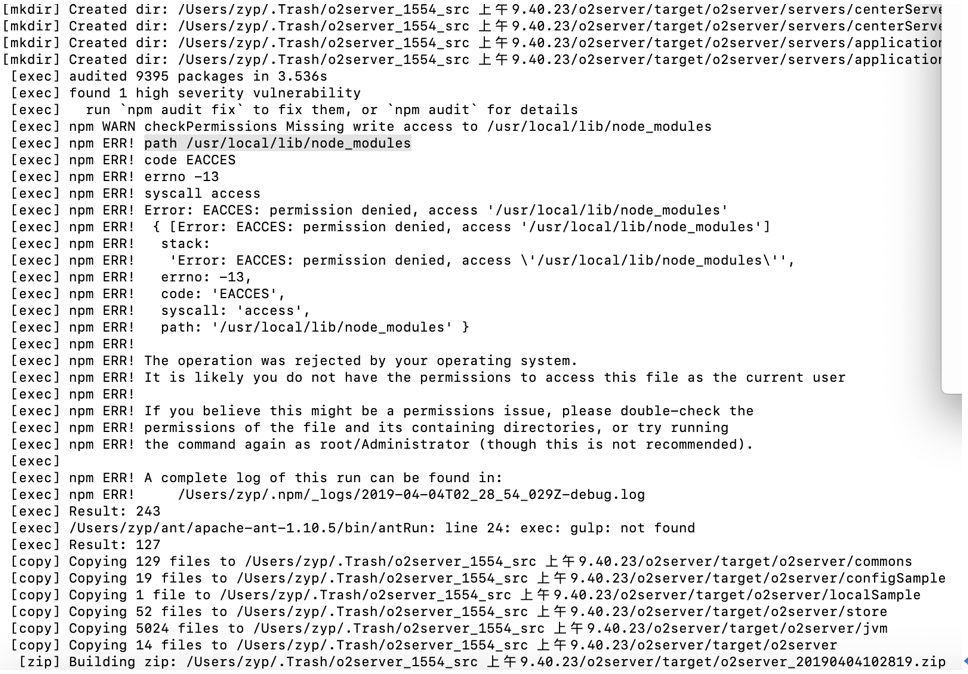 [mkdir] Created dir: /Users/zyp/.Trash/o2server_1554_src 上午9.40.23/o2server/target/o2server/servers/centerServe
[mkdir] Created dir: /Users/zyp/.Trash/o2server_1554_src 上午9.40.23/o2server/target/o2server/servers/centerServe
[mkdir] Created dir: /Users/zyp/.Trash/o2server_1554_src 上午9.40.23/o2server/target/o2server/servers/application
[mkdir] Created dir: /Users/zyp/.Trash/o2server_1554_src 上午9.40.23/o2server/target/o2server/servers/application
[exec] audited 9395 packages in 3.536s
[exec] found 1 high severity vulnerability
[exec]   run `npm audit fix` to fix them, or `npm audit` for details
[exec] npm WARN checkPermissions Missing write access to /usr/local/lib/node_modules
[exec] npm ERR! path /usr/local/lib/node_modules
[exec] npm ERR! code EACCES
[exec] npm ERR! errno -13
[exec] npm ERR! syscall access
[exec] npm ERR! Error: EACCES: permission denied, access '/usr/local/lib/node_modules'
[exec] npm ERR!  { [Error: EACCES: permission denied, access '/usr/local/lib/node_modules']
[exec] npm ERR!   stack:
[exec] npm ERR!    'Error: EACCES: permission denied, access \'/usr/local/lib/node_modules\'',
[exec] npm ERR!   errno: -13,
[exec] npm ERR!   code: 'EACCES',
[exec] npm ERR!   syscall: 'access',
[exec] npm ERR!   path: '/usr/local/lib/node_modules' }
[exec] npm ERR!
[exec] npm ERR! The operation was rejected by your operating system.
[exec] npm ERR! It is likely you do not have the permissions to access this file as the current user
[exec] npm ERR!
[exec] npm ERR! If you believe this might be a permissions issue, please double-check the
[exec] npm ERR! permissions of the file and its containing directories, or try running
[exec] npm ERR! the command again as root/Administrator (though this is not recommended).
[exec]
[exec] npm ERR! A complete log of this run can be found in:
[exec] npm ERR!     /Users/zyp/.npm/_logs/2019-04-04T02_28_54_029Z-debug.log
[exec] Result: 243
[exec] /Users/zyp/ant/apache-ant-1.10.5/bin/antRun: line 24: exec: gulp: not found
[exec] Result: 127
[copy] Copying 129 files to /Users/zyp/.Trash/o2server_1554_src 上午9.40.23/o2server/target/o2server/commons
[copy] Copying 19 files to /Users/zyp/.Trash/o2server_1554_src 上午9.40.23/o2server/target/o2server/configSample
[copy] Copying 1 file to /Users/zyp/.Trash/o2server_1554_src 上午9.40.23/o2server/target/o2server/localSample
[copy] Copying 52 files to /Users/zyp/.Trash/o2server_1554_src 上午9.40.23/o2server/target/o2server/store
[copy] Copying 5024 files to /Users/zyp/.Trash/o2server_1554_src 上午9.40.23/o2server/target/o2server/jvm
[copy] Copying 14 files to /Users/zyp/.Trash/o2server_1554_src 上午9.40.23/o2server/target/o2server
[zip] Building zip: /Users/zyp/.Trash/o2server_1554_src 上午9.40.23/o2server/target/o2server_20190404102819.zip